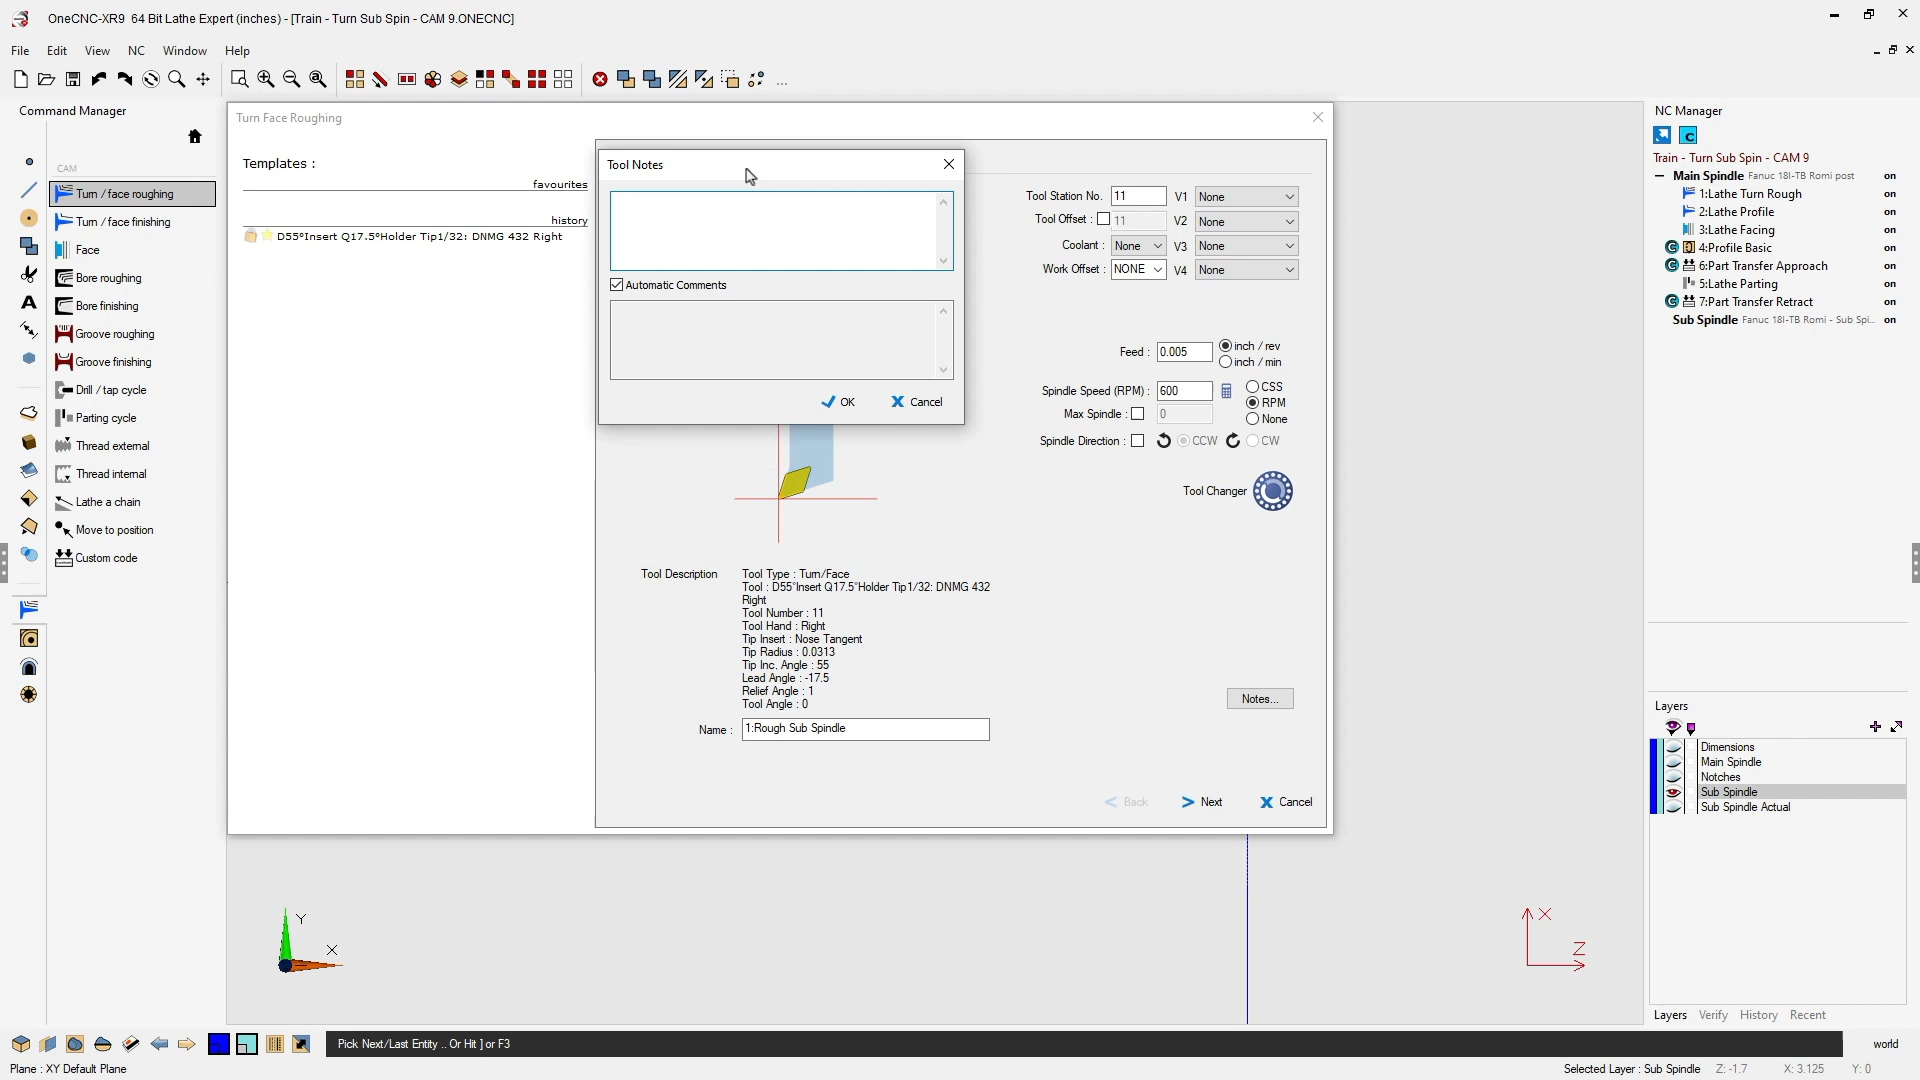 OneCNC-XR9 64 Bit Lathe Expert (inches) - [Train - Turn Sub Spin - CAM 9.ONECNC]
File Edit View NC Window Help
...
Command Manager
CAM
Turn / face roughing
Turn / face finishing
Face
Bore roughing
Bore finishing
Groove roughing
Groove finishing
Drill / tap cycle
Parting cycle
Thread external
Thread internal
Lathe a chain
Move to position
Custom code
Turn Face Roughing
Templates :
favourites
history
D55°Insert Q17.5°Holder Tip1/32: DNMG 432 Right
Tool Notes
Automatic Comments
OK Cancel
Tool Station No. 11 V1 None
Tool Offset : 11 V2 None
Coolant : None V3 None
Work Offset : NONE V4 None
Feed : 0.005 inch / rev
inch / min
Spindle Speed (RPM) : 600 CSS
RPM
Max Spindle : 0 None
Spindle Direction : CCW CW
Tool Changer
Tool Description
Tool Type : Turn/Face
Tool : D55°Insert Q17.5°Holder Tip1/32: DNMG 432
Right
Tool Number : 11
Tool Hand : Right
Tip Insert : Nose Tangent
Tip Radius : 0.0313
Tip Inc. Angle : 55
Lead Angle : -17.5
Relief Angle : 1
Tool Angle : 0
Notes...
Name : 1:Rough Sub Spindle
< Back > Next X Cancel
NC Manager
Train - Turn Sub Spin - CAM 9
Main Spindle Fanuc 18I-TB Romi post on
1:Lathe Turn Rough on
2:Lathe Profile on
3:Lathe Facing on
4:Profile Basic on
6:Part Transfer Approach on
5:Lathe Parting on
7:Part Transfer Retract on
Sub Spindle Fanuc 18I-TB Romi - Sub Spi... on
Layers
Dimensions
Main Spindle
Notches
Sub Spindle
Sub Spindle Actual
Layers Verify History Recent
Y
X
X
Z
Pick Next/Last Entity .. Or Hit ] or F3
world
Plane : XY Default Plane
Selected Layer : Sub Spindle Z: -1.7 X: 3.125 Y: 0